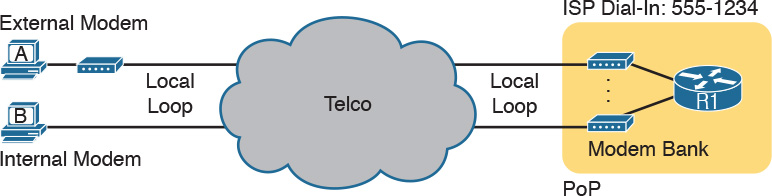 External Modem
A
Local
Loop
B
Internal Modem
Telco
Local
Loop
ISP Dial-In: 555-1234
R1
Modem Bank
PoP